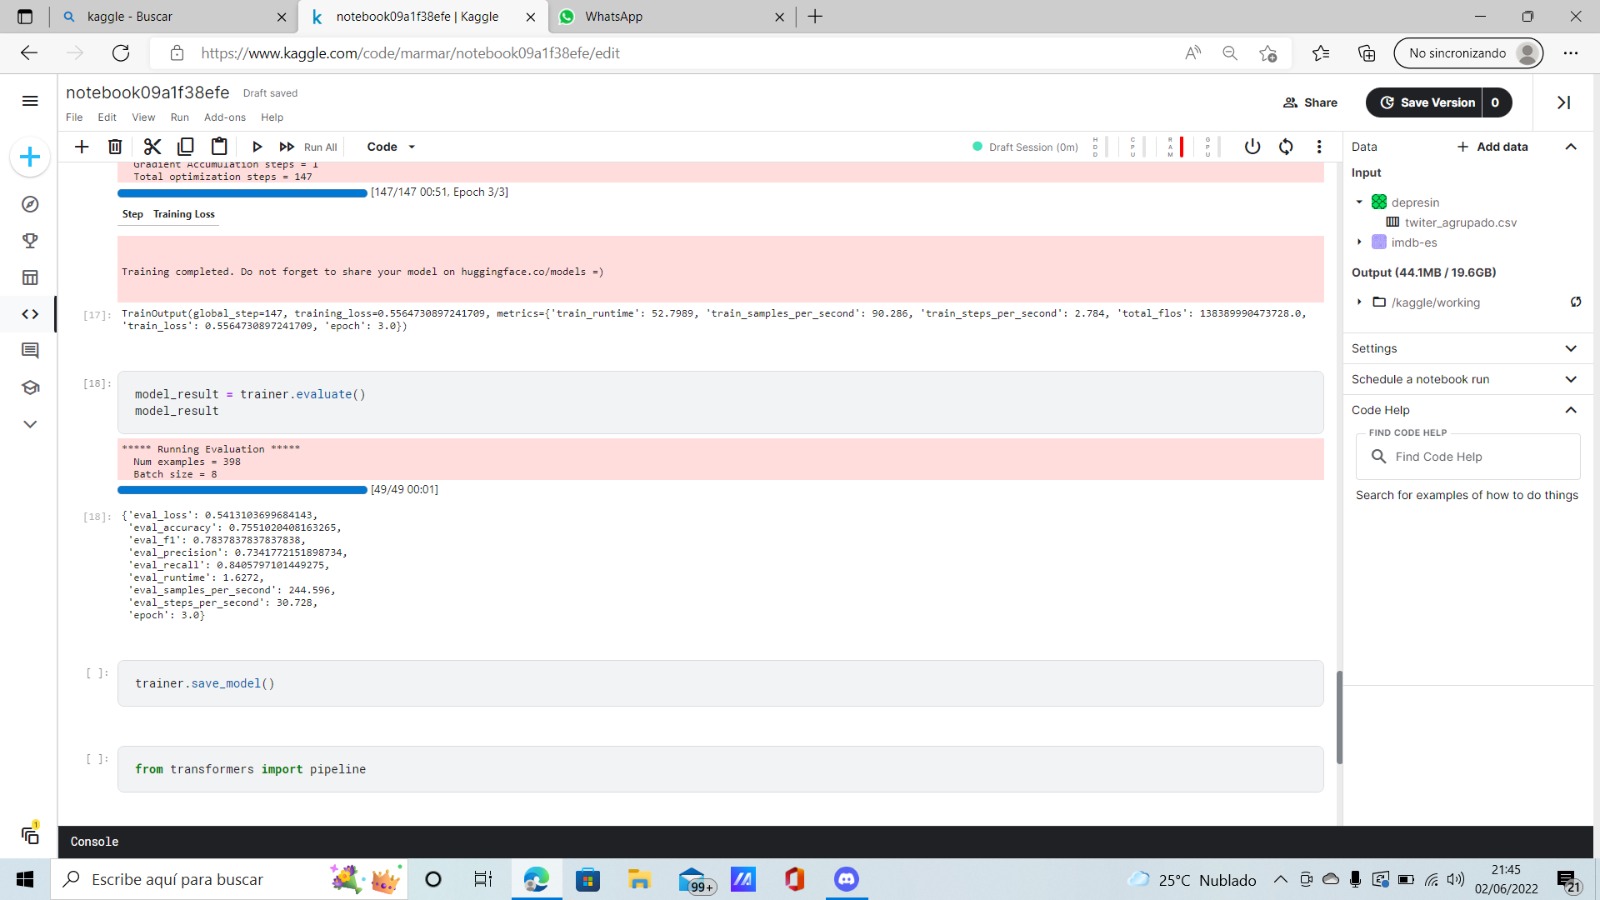 kaggle - Buscar
notebook09a1f38efe | Kaggle
WhatsApp
https://www.kaggle.com/code/marmar/notebook09a1f38efe/edit
No sincronizando
notebook09a1f38efe
Draft saved
File Edit View Run Add-ons Help
Share
Save Version 0
Run All
Code
Draft Session (0m)
HDD
CPU
RAM
GPU
Gradient Accumulation steps = 1
Total optimization steps = 147
[147/147 00:51, Epoch 3/3]
Step Training Loss
Training completed. Do not forget to share your model on huggingface.co/models =)
[17]: TrainOutput(global_step=147, training_loss=0.5564730897241709, metrics={'train_runtime': 52.7989, 'train_samples_per_second': 90.286, 'train_steps_per_second': 2.784, 'total_flos': 138389990473728.0,
'train_loss': 0.5564730897241709, 'epoch': 3.0})
[18]:
model_result = trainer.evaluate()
model_result
***** Running Evaluation *****
Num examples = 398
Batch size = 8
[49/49 00:01]
[18]: {'eval_loss': 0.5413103699684143,
'eval_accuracy': 0.7551020408163265,
'eval_f1': 0.7837837837837838,
'eval_precision': 0.7341772151898734,
'eval_recall': 0.8405797101449275,
'eval_runtime': 1.6272,
'eval_samples_per_second': 244.596,
'eval_steps_per_second': 30.728,
'epoch': 3.0}
[ ]:
trainer.save_model()
[ ]:
from transformers import pipeline
Console
Data
Add data
Input
depresin
twiter_agrupado.csv
imdb-es
Output (44.1MB / 19.6GB)
/kaggle/working
Settings
Schedule a notebook run
Code Help
FIND CODE HELP
Find Code Help
Search for examples of how to do things
1
Escribe aquí para buscar
99+
25°C Nublado
21:45
02/06/2022
21